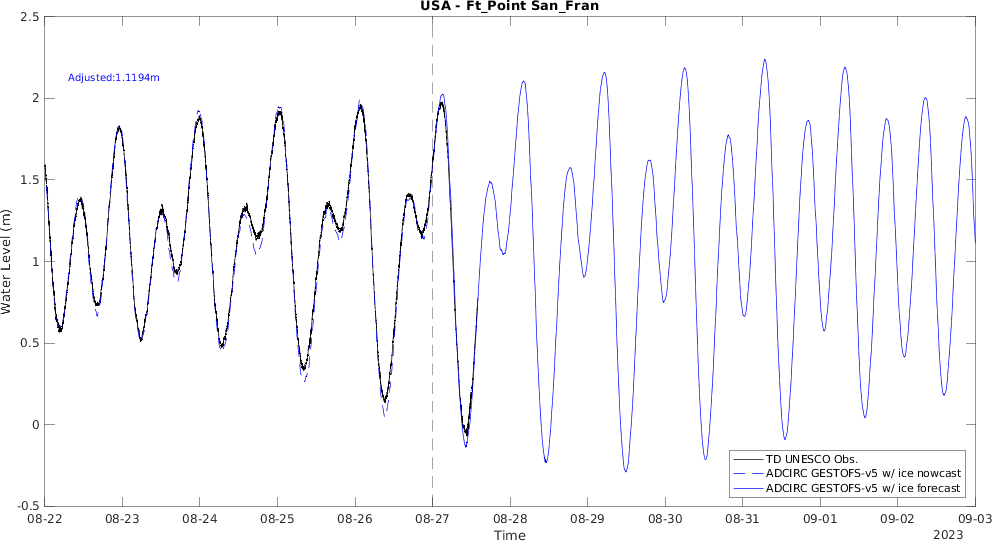 USA - Ft_Point San_Fran
2.5
2
1.5
1
0.5
0
-0.5
Water Level (m)
Adjusted:1.1194m
TD UNESCO Obs.
ADCIRC GESTOFS-v5 w/ ice nowcast
ADCIRC GESTOFS-v5 w/ ice forecast
08-22 08-23 08-24 08-25 08-26 08-27 08-28 08-29 08-30 08-31 09-01 09-02 09-03
Time
2023